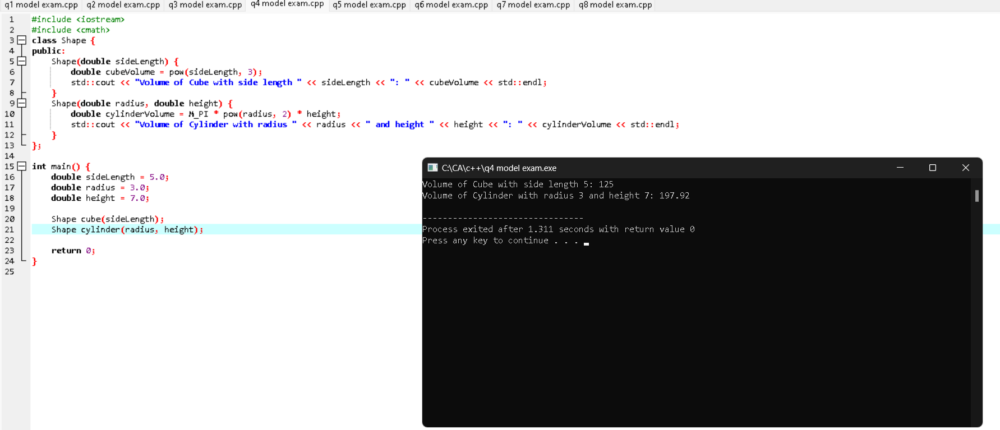 q1 model exam.cpp q2 model exam.cpp q3 model exam.cpp q4 model exam.cpp q5 model exam.cpp q6 model exam.cpp q7 model exam.cpp q8 model exam.cpp
1 #include <iostream>
2 #include <cmath>
3 class Shape {
4 public:
5 Shape(double sideLength) {
6 double cubeVolume = pow(sideLength, 3);
7 std::cout << "Volume of Cube with side length " << sideLength << ": " << cubeVolume << std::endl;
8 }
9 Shape(double radius, double height) {
10 double cylinderVolume = M_PI * pow(radius, 2) * height;
11 std::cout << "Volume of Cylinder with radius " << radius << " and height " << height << ": " << cylinderVolume << std::endl;
12 }
13 };
14
15 int main() {
16 double sideLength = 5.0;
17 double radius = 3.0;
18 double height = 7.0;
19
20 Shape cube(sideLength);
21 Shape cylinder(radius, height);
22
23 return 0;
24 }
25
C:\CA\c++\q4 model exam.exe
Volume of Cube with side length 5: 125
Volume of Cylinder with radius 3 and height 7: 197.92
--------------------------------
Process exited after 1.311 seconds with return value 0
Press any key to continue . . .